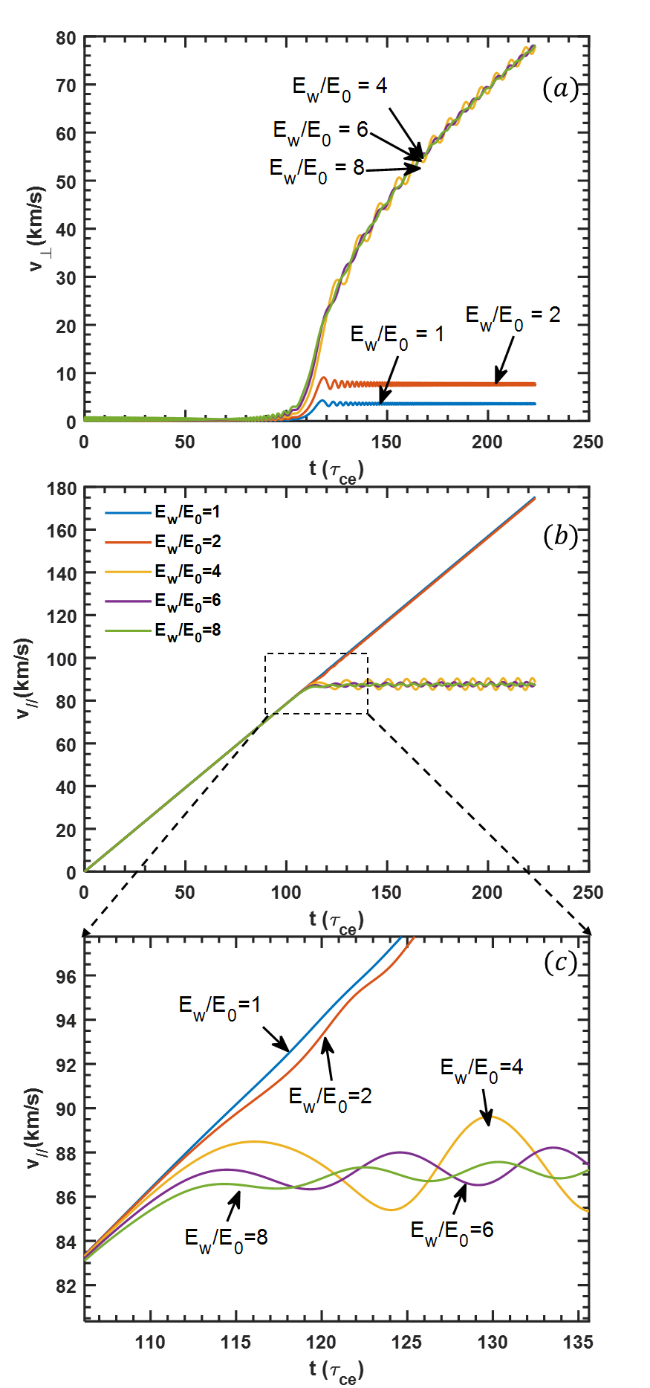 80
70
60
50
40
30
20
10
0
v⊥(km/s)
(a)
E_w/E_0 = 4
E_w/E_0 = 6
E_w/E_0 = 8
E_w/E_0 = 2
E_w/E_0 = 1
0 50 100 150 200 250
t (τ_ce)
180
160
140
120
100
80
60
40
20
0
v_//(km/s)
(b)
E_w/E_0=1
E_w/E_0=2
E_w/E_0=4
E_w/E_0=6
E_w/E_0=8
0 50 100 150 200 250
t (τ_ce)
96
94
92
90
88
86
84
82
v_//(km/s)
(c)
E_w/E_0=1
E_w/E_0=2
E_w/E_0=4
E_w/E_0=8
E_w/E_0=6
110 115 120 125 130 135
t (τ_ce)